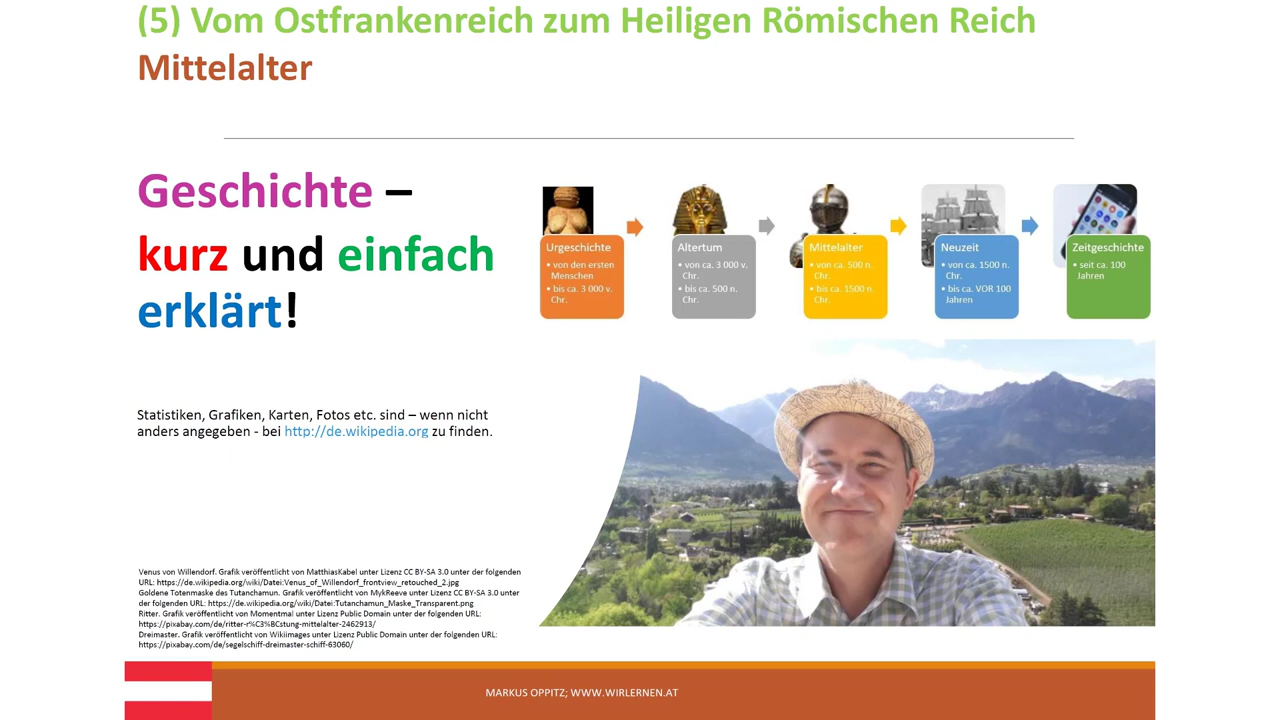 (5) Vom Ostfrankenreich zum Heiligen Römischen Reich
Mittelalter
Geschichte –
kurz und einfach
erklärt!
Urgeschichte
• von den ersten
Menschen
• bis ca. 3 000 v.
Chr.
Altertum
• von ca. 3 000 v.
Chr.
• bis ca. 500 n.
Chr.
Mittelalter
• von ca. 500 n.
Chr.
• bis ca. 1500 n.
Chr.
Neuzeit
• von ca. 1500 n.
Chr.
• bis ca. VOR 100
Jahren
Zeitgeschichte
• seit ca. 100
Jahren
Statistiken, Grafiken, Karten, Fotos etc. sind – wenn nicht
anders angegeben - bei http://de.wikipedia.org zu finden.
Venus von Willendorf. Grafik veröffentlicht von MatthiasKabel unter Lizenz CC BY-SA 3.0 unter der folgenden
URL: https://de.wikipedia.org/wiki/Datei:Venus_of_Willendorf_frontview_retouched_2.jpg
Goldene Totenmaske des Tutanchamun. Grafik veröffentlicht von MykReeve unter Lizenz CC BY-SA 3.0 unter
der folgenden URL: https://de.wikipedia.org/wiki/Datei:Tutanchamun_Maske_Transparent.png
Ritter. Grafik veröffentlicht von Momentmal unter Lizenz Public Domain unter der folgenden URL:
https://pixabay.com/de/ritter-r%C3%BCstung-mittelalter-2462913/
Dreimaster. Grafik veröffentlicht von Wikiimages unter Lizenz Public Domain unter der folgenden URL:
https://pixabay.com/de/segelschiff-dreimaster-schiff-63060/
MARKUS OPPITZ; WWW.WIRLERNEN.AT